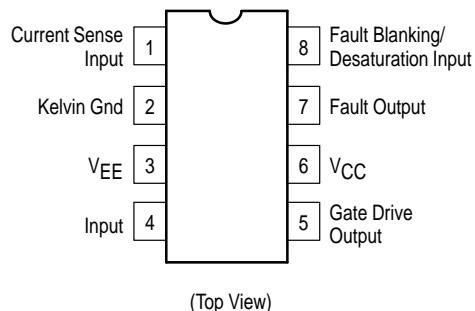 Current Sense
Input
1
Kelvin Gnd
2
VEE
3
Input
4
8
Fault Blanking/
Desaturation Input
7
Fault Output
6
VCC
5
Gate Drive
Output
(Top View)